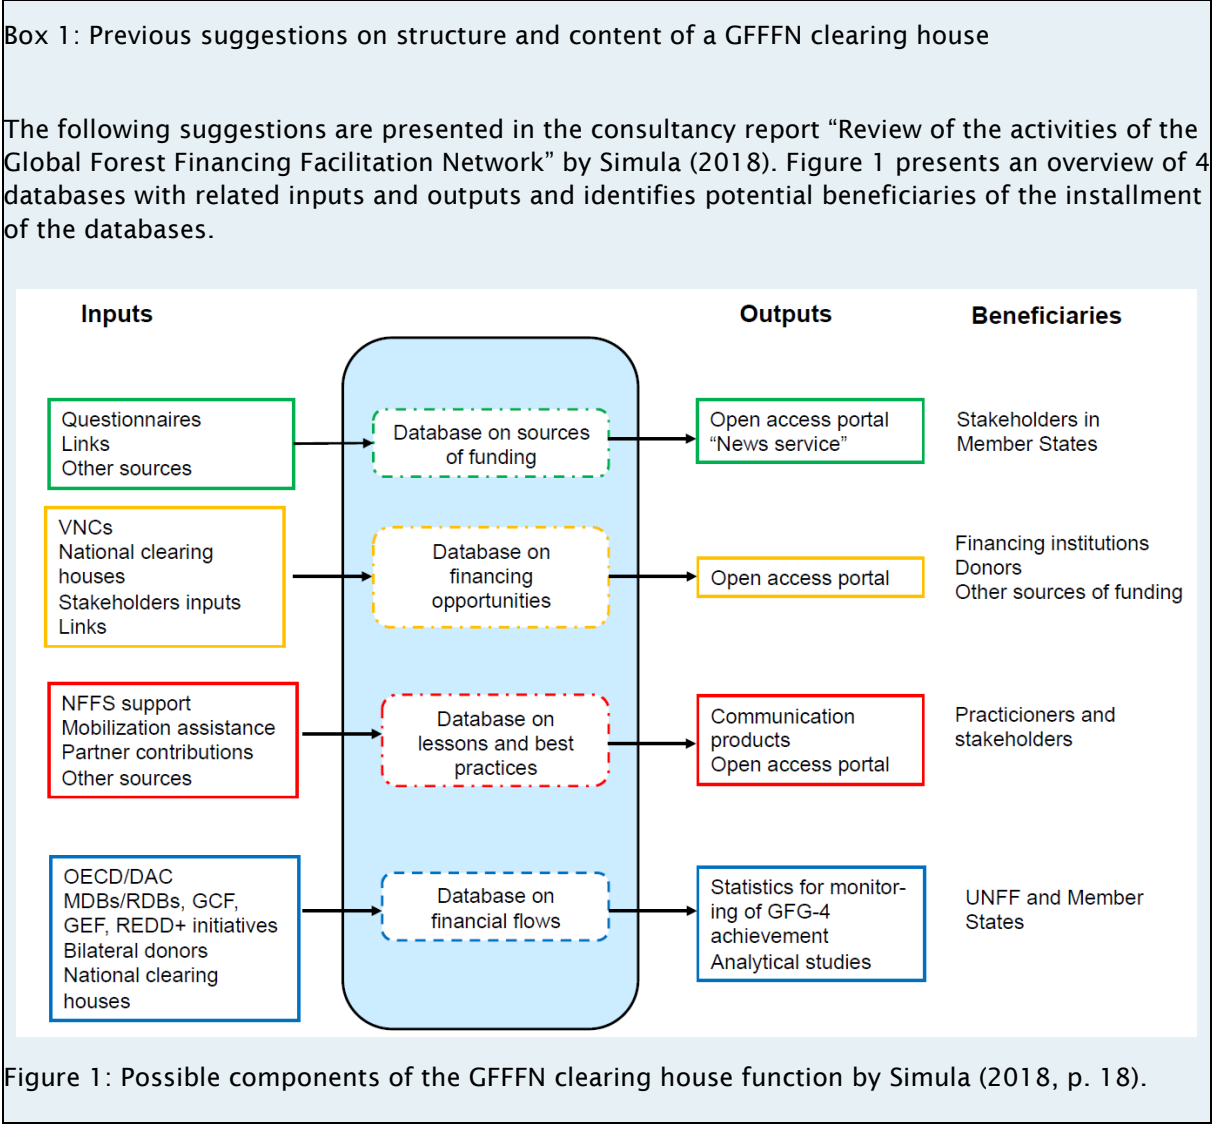 Box 1: Previous suggestions on structure and content of a GFFFN clearing house
The following suggestions are presented in the consultancy report “Review of the activities of the
Global Forest Financing Facilitation Network” by Simula (2018). Figure 1 presents an overview of 4
databases with related inputs and outputs and identifies potential beneficiaries of the installment
of the databases.
Inputs
Outputs
Beneficiaries
Questionnaires
Links
Other sources
Database on sources
of funding
Open access portal
“News service”
Stakeholders in
Member States
VNCs
National clearing
houses
Stakeholders inputs
Links
Database on
financing
opportunities
Open access portal
Financing institutions
Donors
Other sources of funding
NFFS support
Mobilization assistance
Partner contributions
Other sources
Database on
lessons and best
practices
Communication
products
Open access portal
Practicioners and
stakeholders
OECD/DAC
MDBs/RDBs, GCF,
GEF, REDD+ initiatives
Bilateral donors
National clearing
houses
Database on
financial flows
Statistics for monitor-
ing of GFG-4
achievement
Analytical studies
UNFF and Member
States
Figure 1: Possible components of the GFFFN clearing house function by Simula (2018, p. 18).